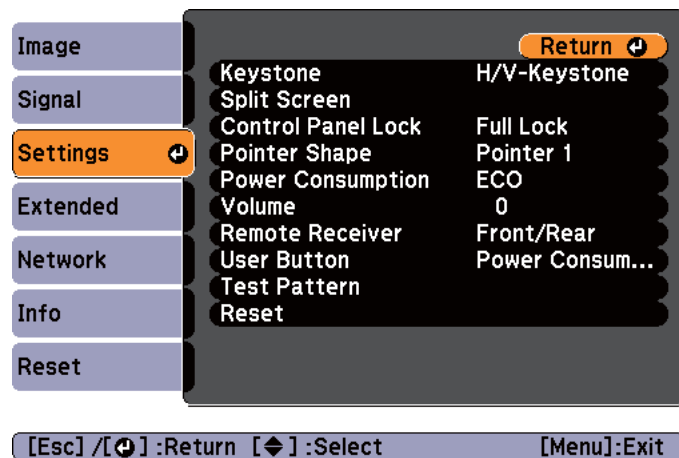 Image
Signal
Settings
Extended
Network
Info
Reset
Return
Keystone H/V-Keystone
Split Screen
Control Panel Lock Full Lock
Pointer Shape Pointer 1
Power Consumption ECO
Volume 0
Remote Receiver Front/Rear
User Button Power Consum...
Test Pattern
Reset
[Esc] /[⏎] :Return [◆] :Select [Menu]:Exit